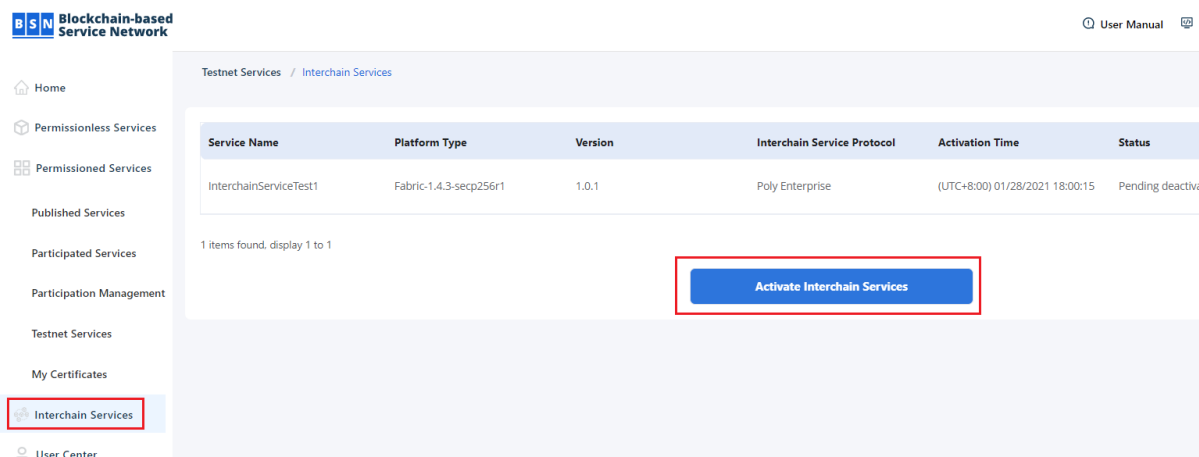 BSN Blockchain-based
Service Network
User Manual
Testnet Services / Interchain Services
Home
Permissionless Services
Permissioned Services
Published Services
Participated Services
Participation Management
Testnet Services
My Certificates
Interchain Services
User Center
Service Name Platform Type Version Interchain Service Protocol Activation Time Status
InterchainServiceTest1 Fabric-1.4.3-secp256r1 1.0.1 Poly Enterprise (UTC+8:00) 01/28/2021 18:00:15 Pending deactiva
1 items found, display 1 to 1
Activate Interchain Services